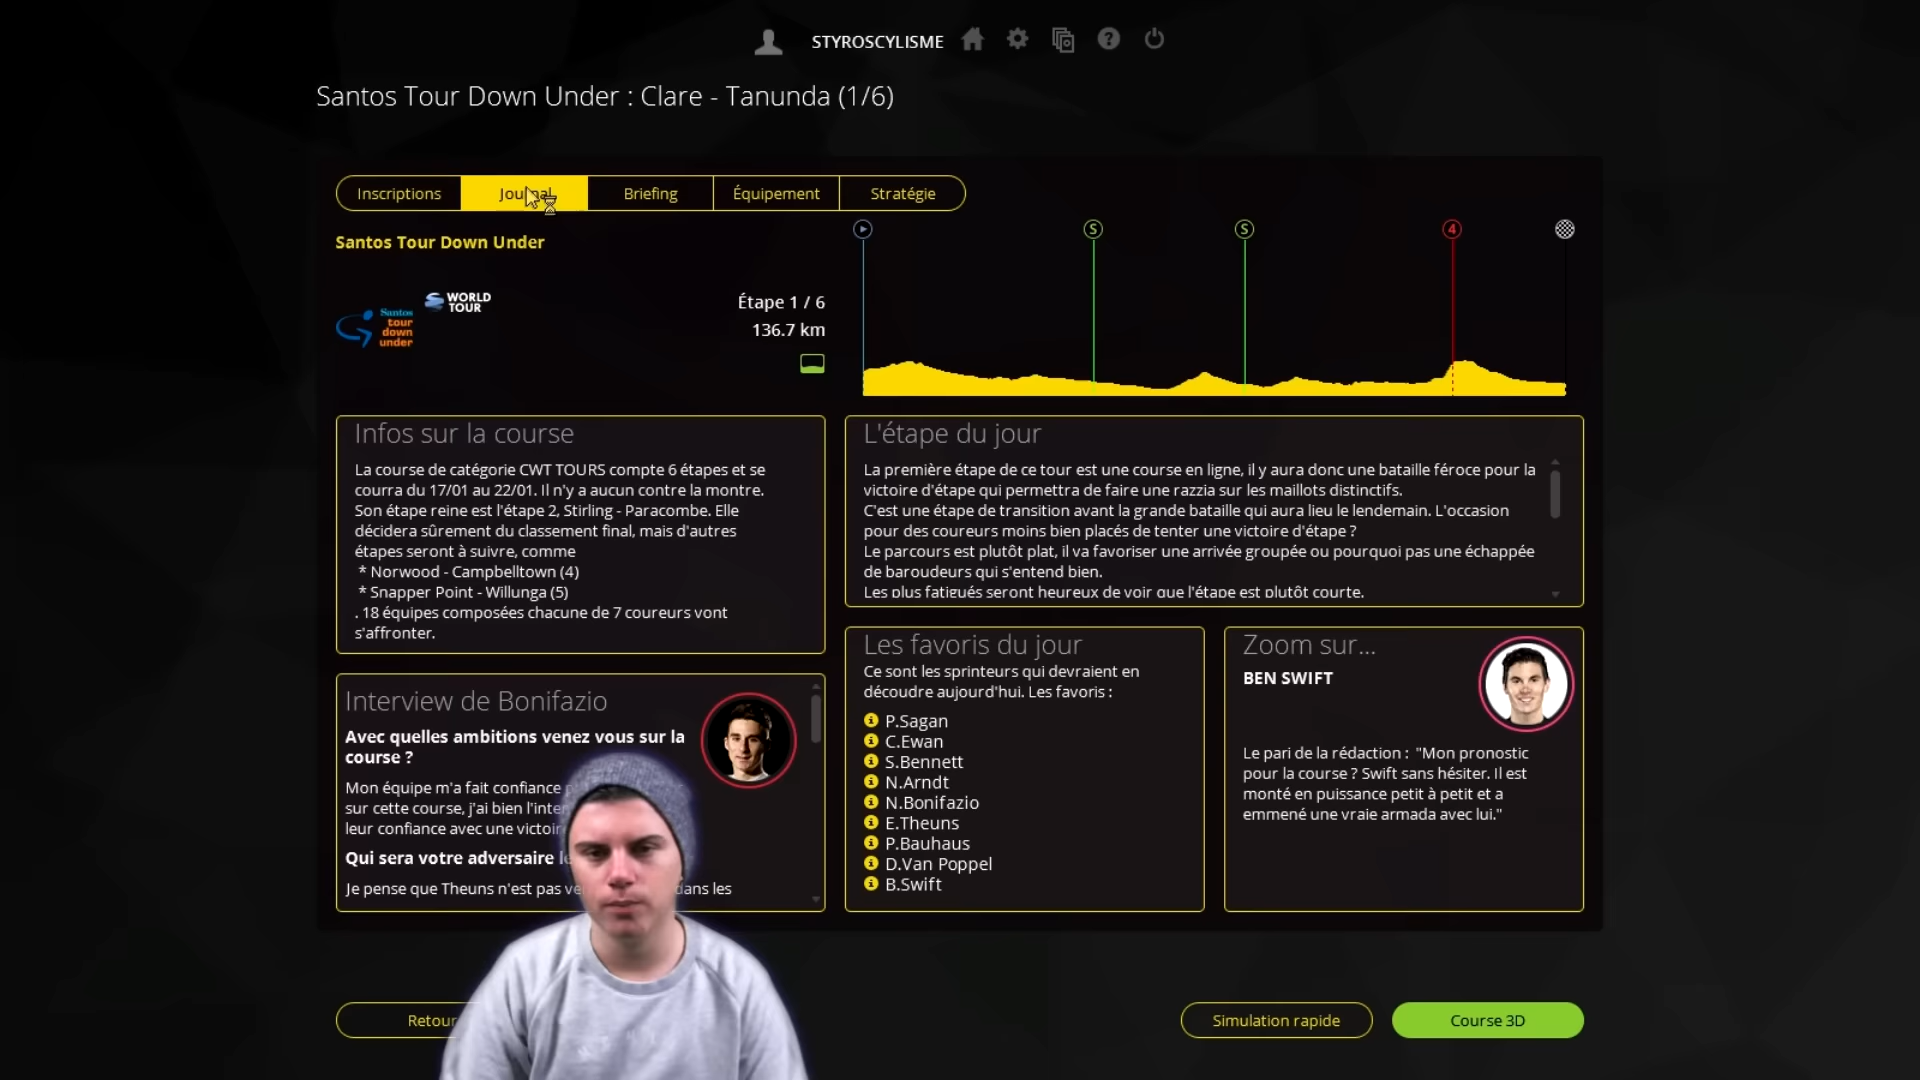 STYROSCYLISME
Santos Tour Down Under : Clare - Tanunda (1/6)
Inscriptions
Journal
Briefing
Équipement
Stratégie
Santos Tour Down Under
WORLD
TOUR
Santos
tour
down
under
Étape 1 / 6
136.7 km
S
S
4
Infos sur la course
La course de catégorie CWT TOURS compte 6 étapes et se
courra du 17/01 au 22/01. Il n'y a aucun contre la montre.
Son étape reine est l'étape 2, Stirling - Paracombe. Elle
décidera sûrement du classement final, mais d'autres
étapes seront à suivre, comme
* Norwood - Campbelltown (4)
* Snapper Point - Willunga (5)
. 18 équipes composées chacune de 7 coureurs vont
s'affronter.
L'étape du jour
La première étape de ce tour est une course en ligne, il y aura donc une bataille féroce pour la
victoire d'étape qui permettra de faire une razzia sur les maillots distinctifs.
C'est une étape de transition avant la grande bataille qui aura lieu le lendemain. L'occasion
pour des coureurs moins bien placés de tenter une victoire d'étape ?
Le parcours est plutôt plat, il va favoriser une arrivée groupée ou pourquoi pas une échappée
de baroudeurs qui s'entend bien.
Les plus fatigués seront heureux de voir que l'étape est plutôt courte.
Interview de Bonifazio
Avec quelles ambitions venez vous sur la
course ?
Mon équipe m'a fait confiance
sur cette course, j'ai bien
leur confiance avec une
Qui sera votre adversaire
Je pense que Theuns n'est pas dans les
Les favoris du jour
Ce sont les sprinteurs qui devraient en
découdre aujourd'hui. Les favoris :
P.Sagan
C.Ewan
S.Bennett
N.Arndt
N.Bonifazio
E.Theuns
P.Bauhaus
D.Van Poppel
B.Swift
Zoom sur...
BEN SWIFT
Le pari de la rédaction : "Mon pronostic
pour la course ? Swift sans hésiter. Il est
monté en puissance petit à petit et a
emmené une vraie armada avec lui."
Retour
Simulation rapide
Course 3D